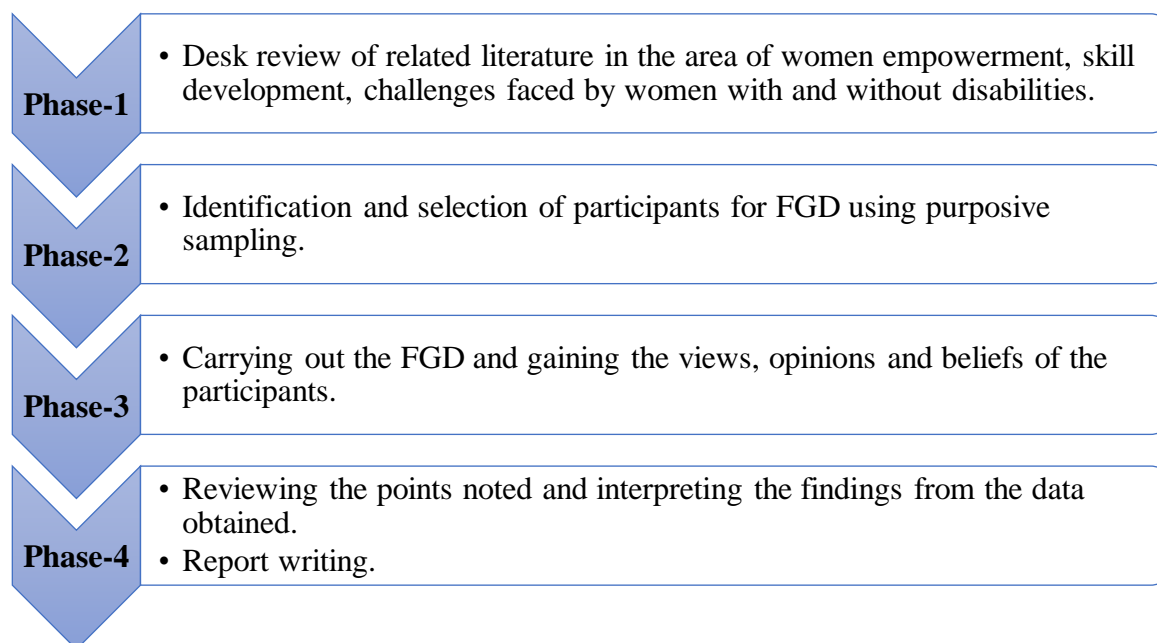 Phase-1
• Desk review of related literature in the area of women empowerment, skill
development, challenges faced by women with and without disabilities.
Phase-2
• Identification and selection of participants for FGD using purposive
sampling.
Phase-3
• Carrying out the FGD and gaining the views, opinions and beliefs of the
participants.
Phase-4
• Reviewing the points noted and interpreting the findings from the data
obtained.
• Report writing.